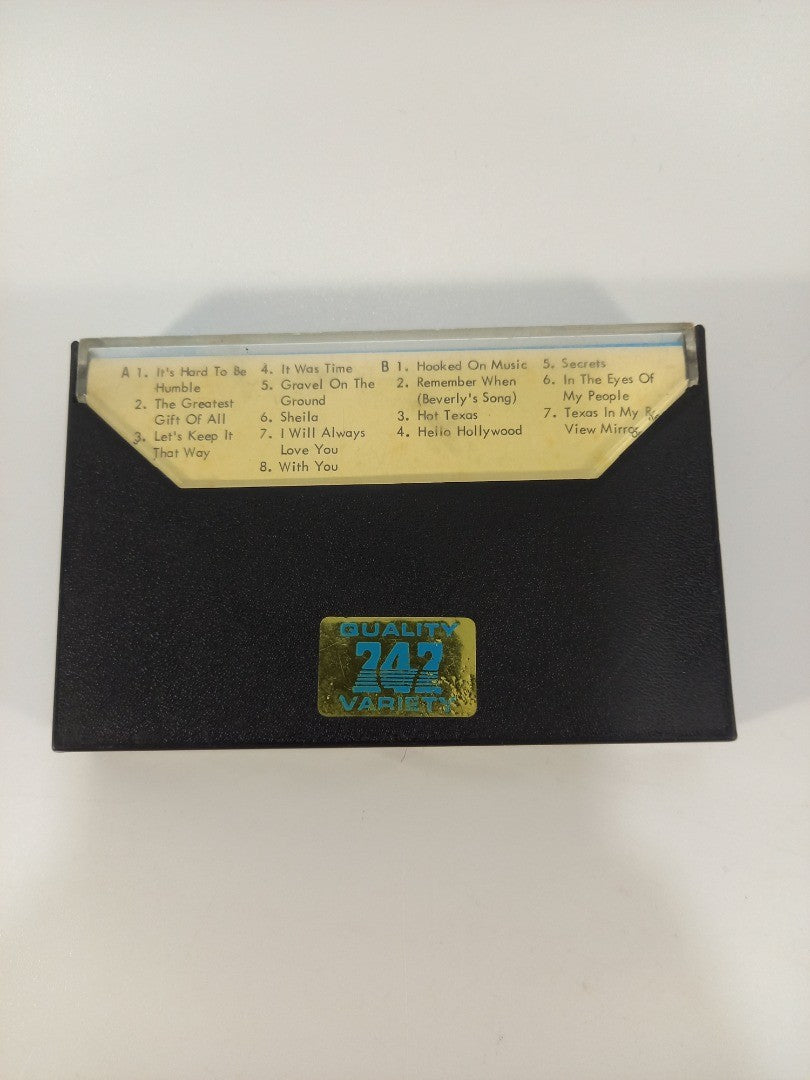 A 1. It's Hard To Be
Humble
2. The Greatest
Gift Of All
3. Let's Keep It
That Way
4. It Was Time
5. Gravel On The
Ground
6. Sheila
7. I Will Always
Love You
8. With You
B 1. Hooked On Music
2. Remember When
(Beverly's Song)
3. Hot Texas
4. Hello Hollywood
5. Secrets
6. In The Eyes Of
My People
7. Texas In My
View Mirror
QUALITY
242
VARIETY